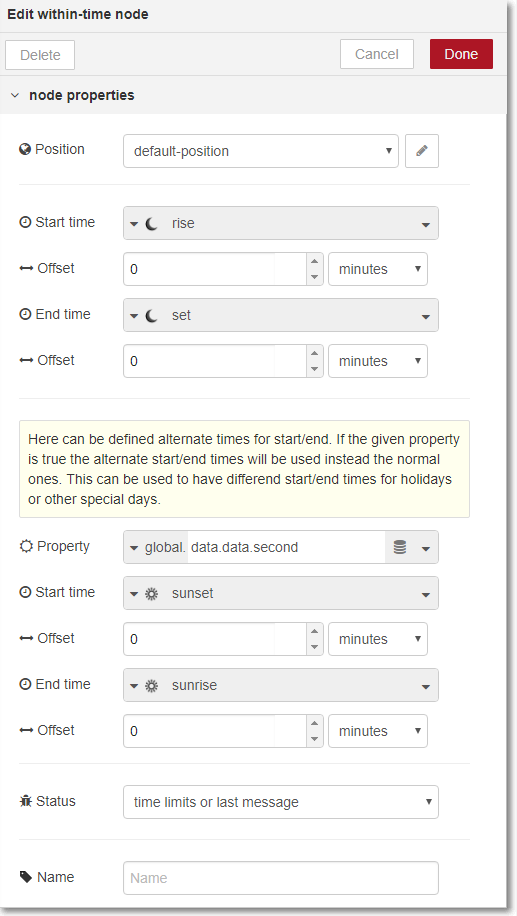 Edit within-time node
Delete Cancel Done
node properties
Position default-position
Start time rise
Offset 0 minutes
End time set
Offset 0 minutes
Here can be defined alternate times for start/end. If the given property
is true the alternate start/end times will be used instead the normal
ones. This can be used to have differend start/end times for holidays
or other special days.
Property global. data.data.second
Start time sunset
Offset 0 minutes
End time sunrise
Offset 0 minutes
Status time limits or last message
Name Name